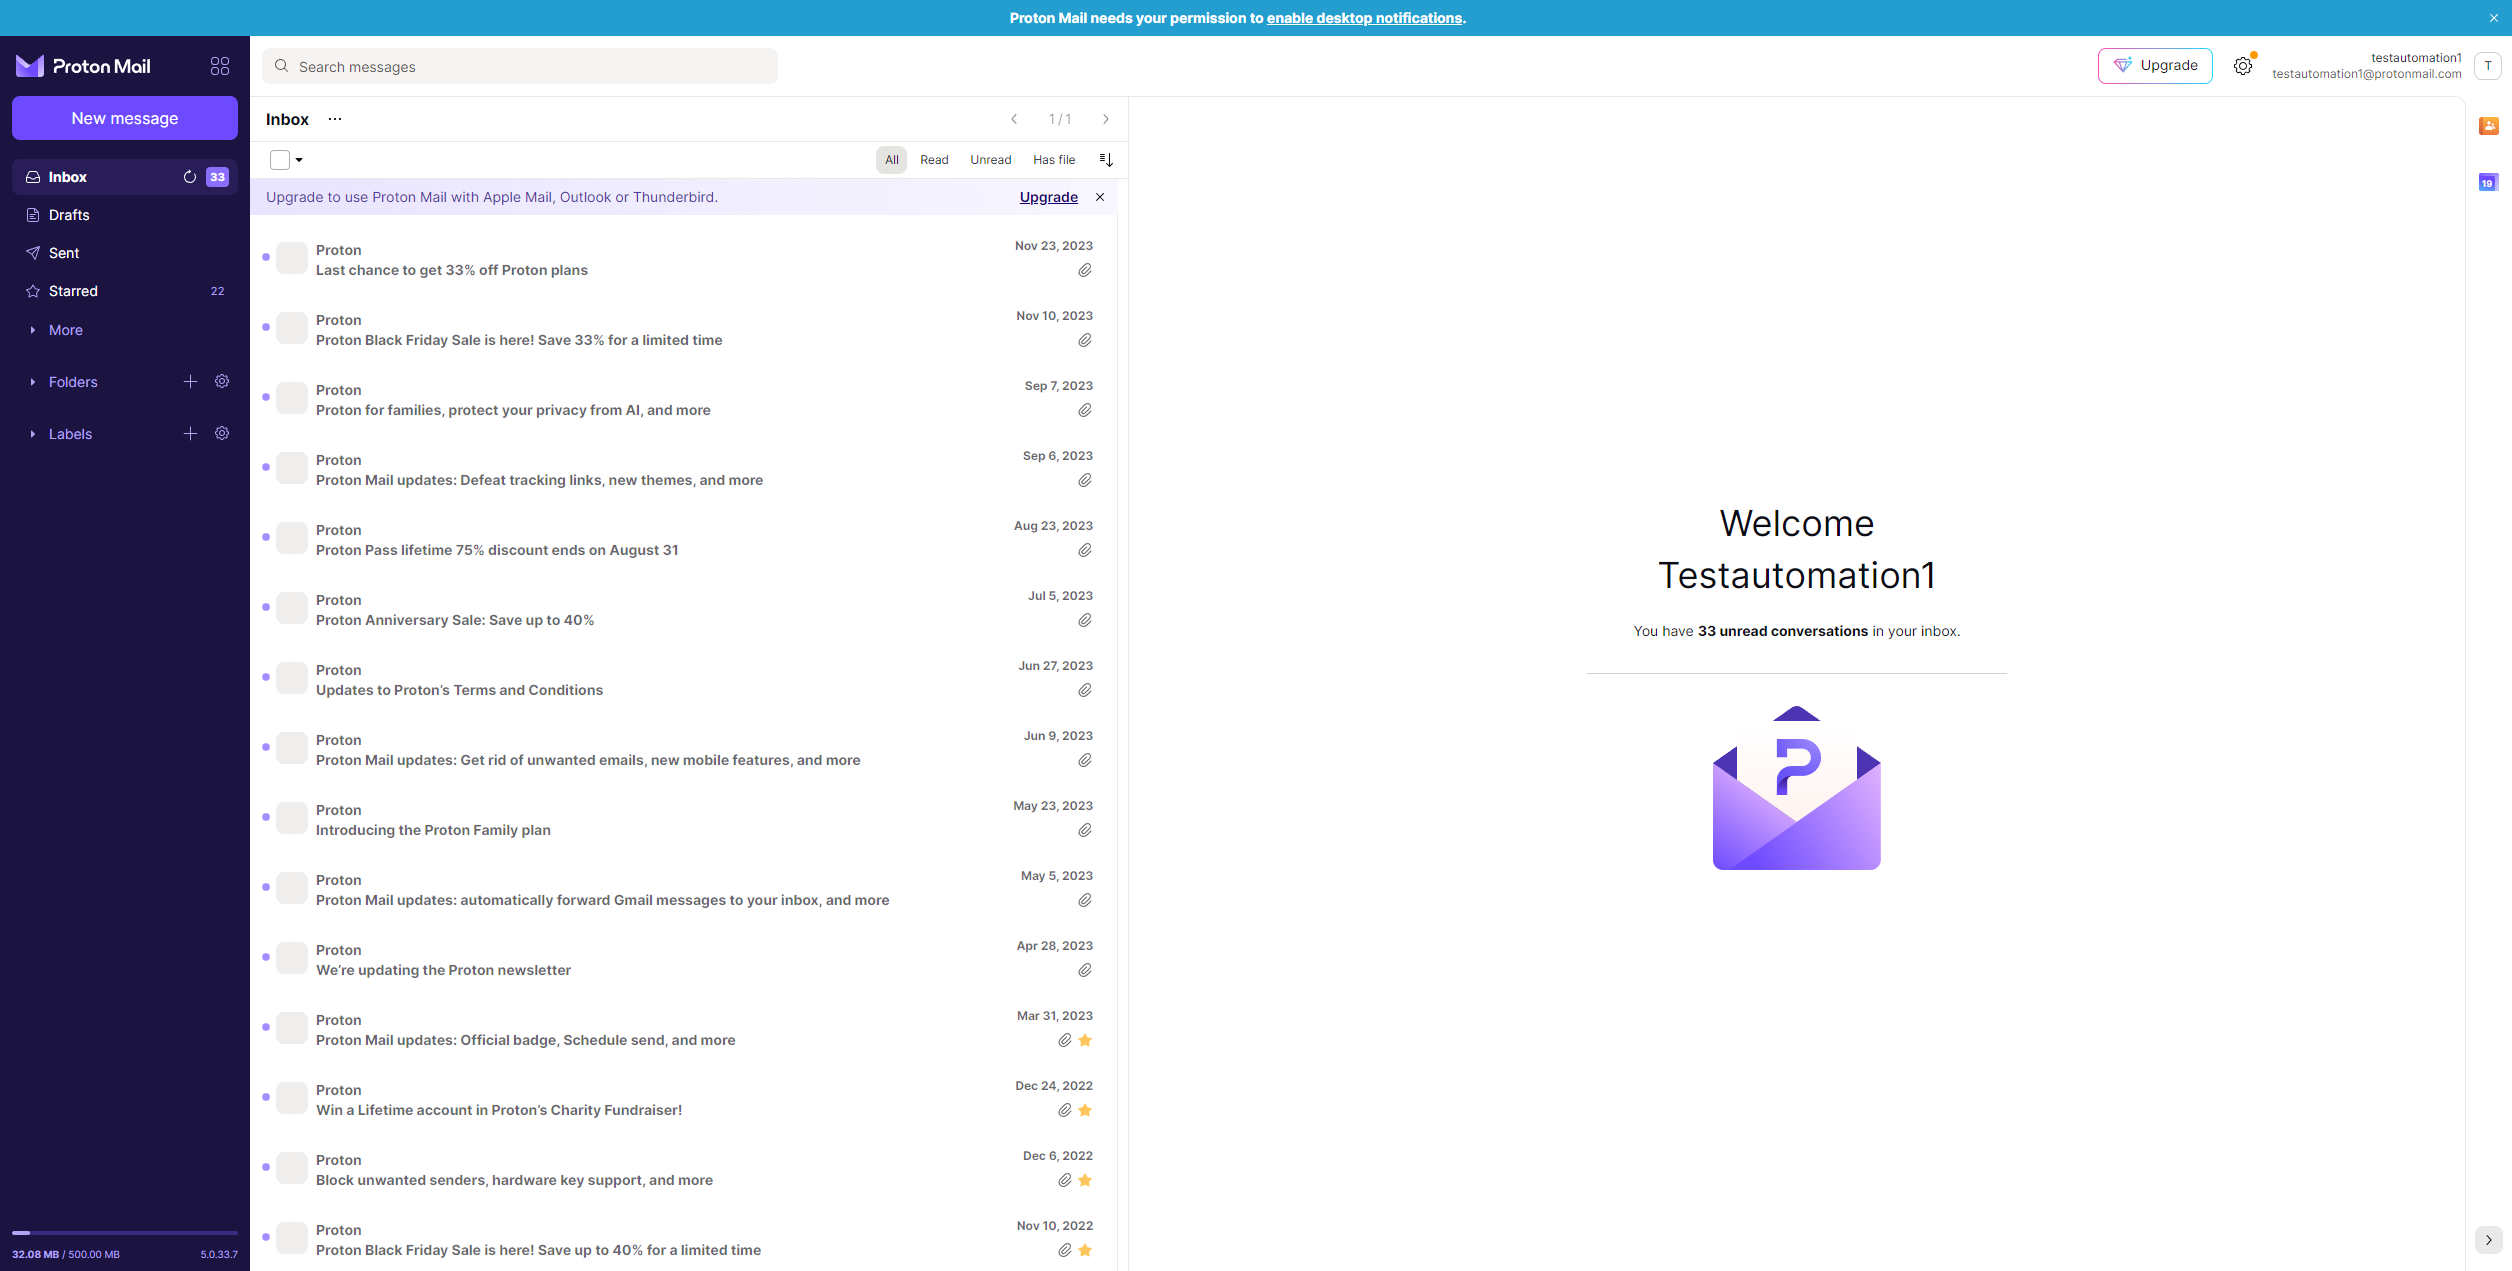 Proton Mail needs your permission to enable desktop notifications.
Proton Mail
Search messages
Upgrade
testautomation1
testautomation1@protonmail.com
T
New message
Inbox
33
Drafts
Sent
Starred
22
More
Folders
Labels
32.08 MB / 500.00 MB
5.0.33.7
Inbox
1 / 1
All
Read
Unread
Has file
Upgrade to use Proton Mail with Apple Mail, Outlook or Thunderbird.
Upgrade
Proton
Nov 23, 2023
Last chance to get 33% off Proton plans
Proton
Nov 10, 2023
Proton Black Friday Sale is here! Save 33% for a limited time
Proton
Sep 7, 2023
Proton for families, protect your privacy from AI, and more
Proton
Sep 6, 2023
Proton Mail updates: Defeat tracking links, new themes, and more
Proton
Aug 23, 2023
Proton Pass lifetime 75% discount ends on August 31
Proton
Jul 5, 2023
Proton Anniversary Sale: Save up to 40%
Proton
Jun 27, 2023
Updates to Proton’s Terms and Conditions
Proton
Jun 9, 2023
Proton Mail updates: Get rid of unwanted emails, new mobile features, and more
Proton
May 23, 2023
Introducing the Proton Family plan
Proton
May 5, 2023
Proton Mail updates: automatically forward Gmail messages to your inbox, and more
Proton
Apr 28, 2023
We’re updating the Proton newsletter
Proton
Mar 31, 2023
Proton Mail updates: Official badge, Schedule send, and more
Proton
Dec 24, 2022
Win a Lifetime account in Proton’s Charity Fundraiser!
Proton
Dec 6, 2022
Block unwanted senders, hardware key support, and more
Proton
Nov 10, 2022
Proton Black Friday Sale is here! Save up to 40% for a limited time
Welcome
Testautomation1
You have 33 unread conversations in your inbox.
19